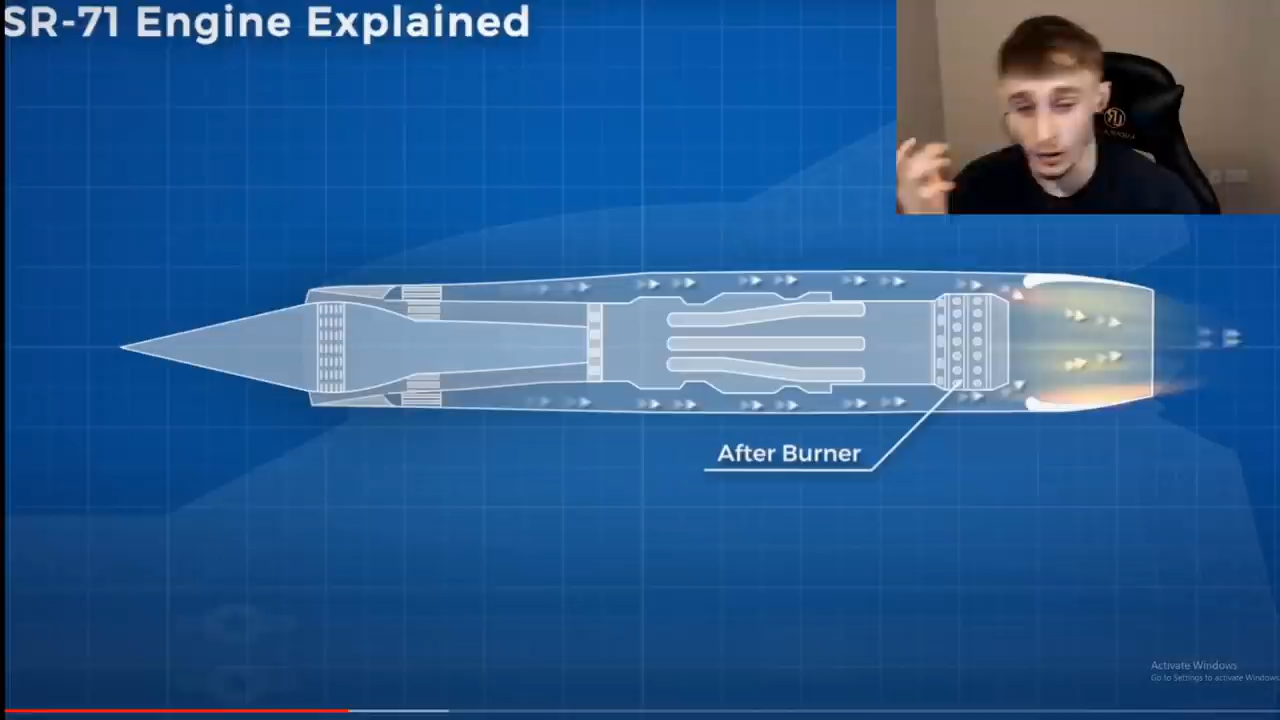 SR-71 Engine Explained
After Burner
Activate Windows
Go to Settings to activate Windows